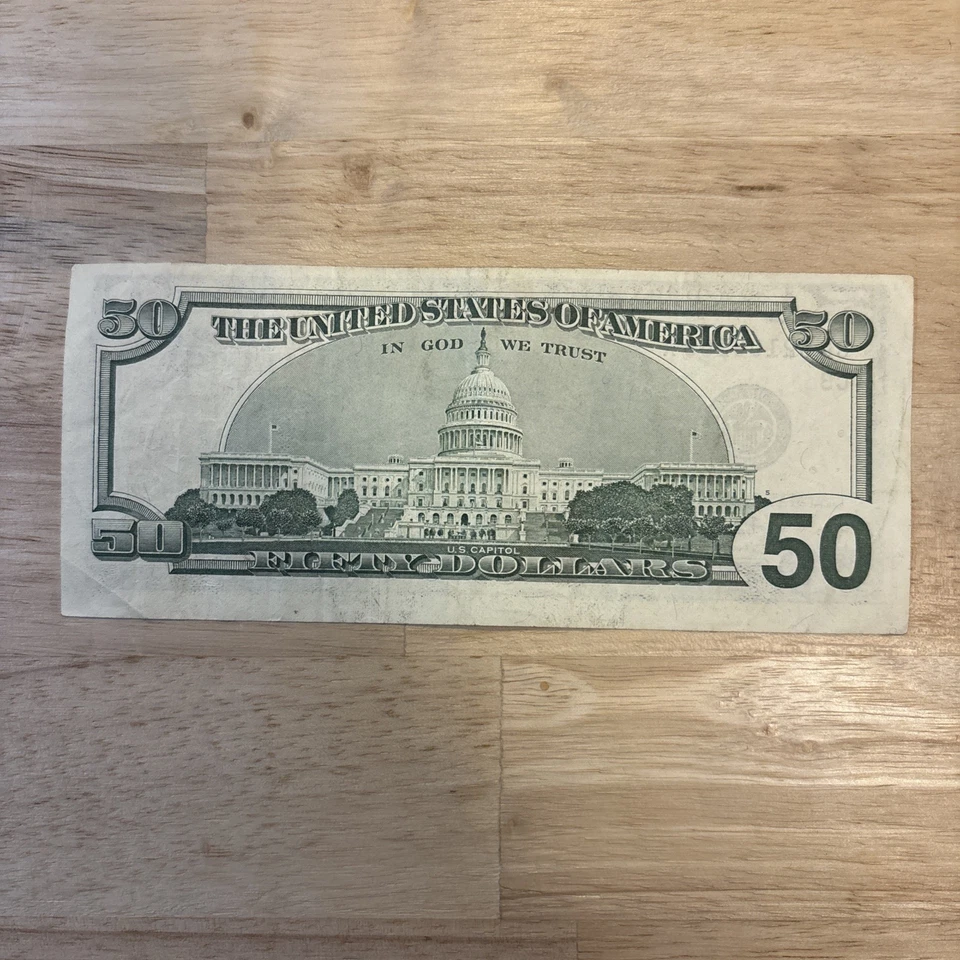 50 THE UNITED STATES OF AMERICA 50
IN GOD WE TRUST
U.S. CAPITOL
50 FIFTY DOLLARS 50